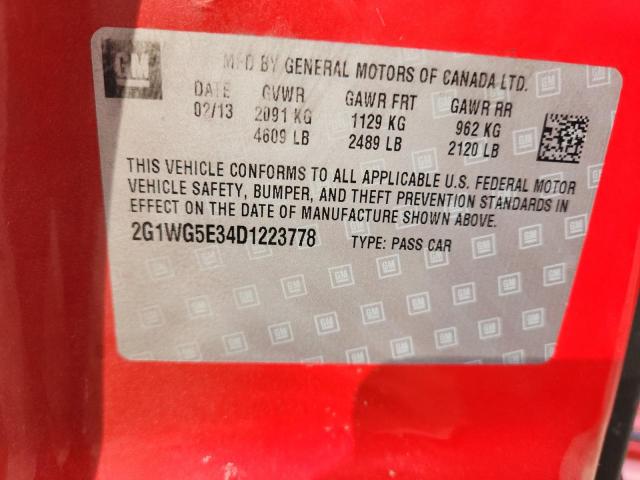 GM
MFD BY GENERAL MOTORS OF CANADA LTD.
DATE GVWR GAWR FRT GAWR RR
02/13 2091 KG 1129 KG 962 KG
4609 LB 2489 LB 2120 LB
THIS VEHICLE CONFORMS TO ALL APPLICABLE U.S. FEDERAL MOTOR
VEHICLE SAFETY, BUMPER, AND THEFT PREVENTION STANDARDS IN
EFFECT ON THE DATE OF MANUFACTURE SHOWN ABOVE.
2G1WG5E34D1223778 TYPE: PASS CAR